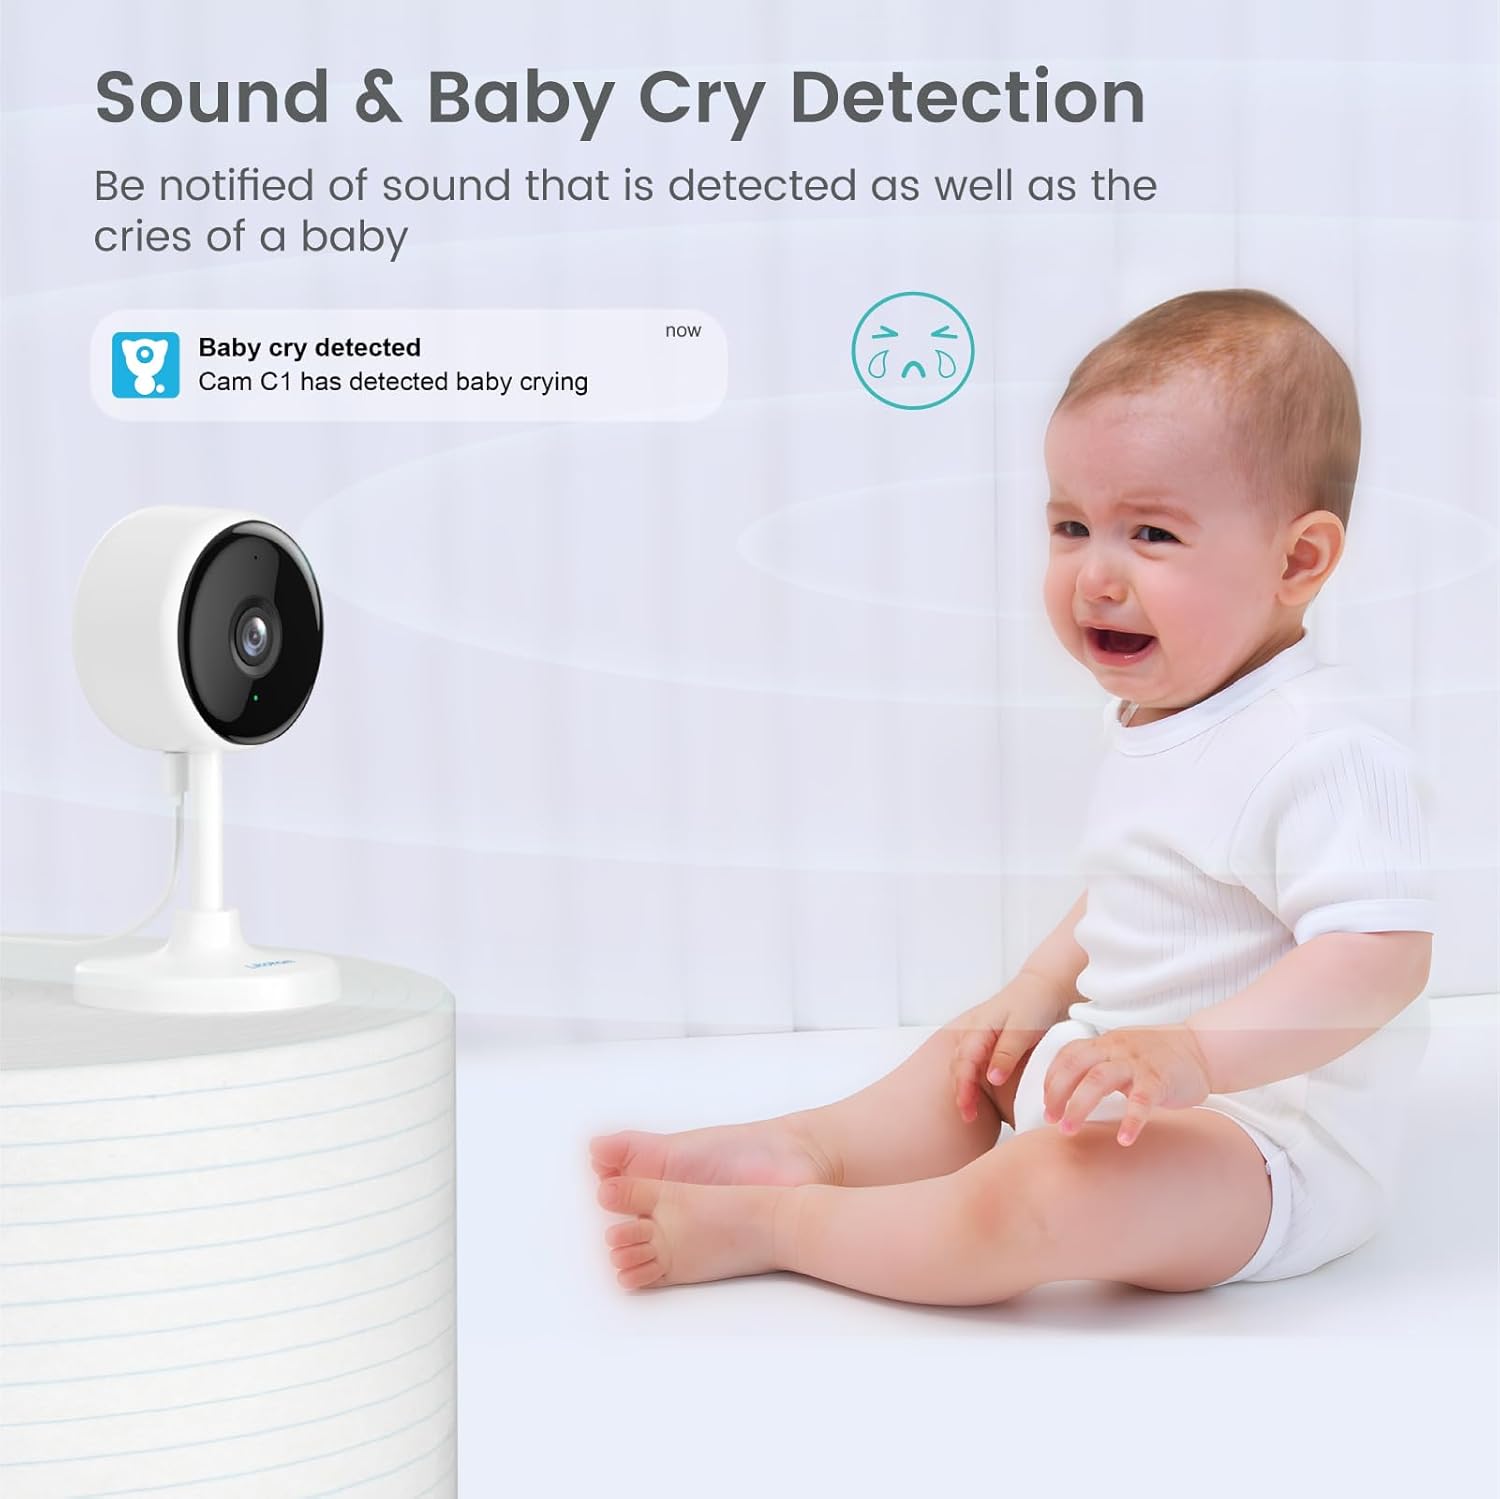 Sound & Baby Cry Detection
Be notified of sound that is detected as well as the
cries of a baby
now
Baby cry detected
Cam C1 has detected baby crying